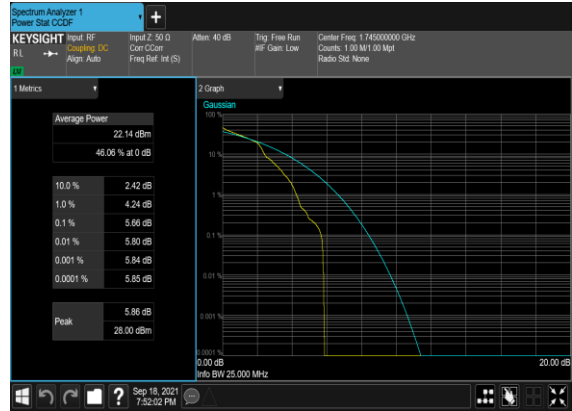 Spectrum Analyzer 1
Power Stat CCDF
KEYSIGHT
RL
Input: RF
Coupling: DC
Align: Auto
Input Z: 50 Ω
Corr CCorr
Freq Ref: Int (S)
Atten: 40 dB
Trig: Free Run
#IF Gain: Low
Center Freq: 1.745000000 GHz
Counts: 1.00 M/1.00 Mpt
Radio Std: None
1 Metrics
Average Power
22.14 dBm
46.06 % at 0 dB
10.0 % 2.42 dB
1.0 % 4.24 dB
0.1 % 5.66 dB
0.01 % 5.80 dB
0.001 % 5.84 dB
0.0001 % 5.85 dB
Peak
5.86 dB
28.00 dBm
2 Graph
Gaussian
100 %
10 %
1 %
0.1 %
0.01 %
0.001 %
0.0001 %
0.00 dB
20.00 dB
Info BW 25.000 MHz
Sep 18, 2021
7:52:02 PM